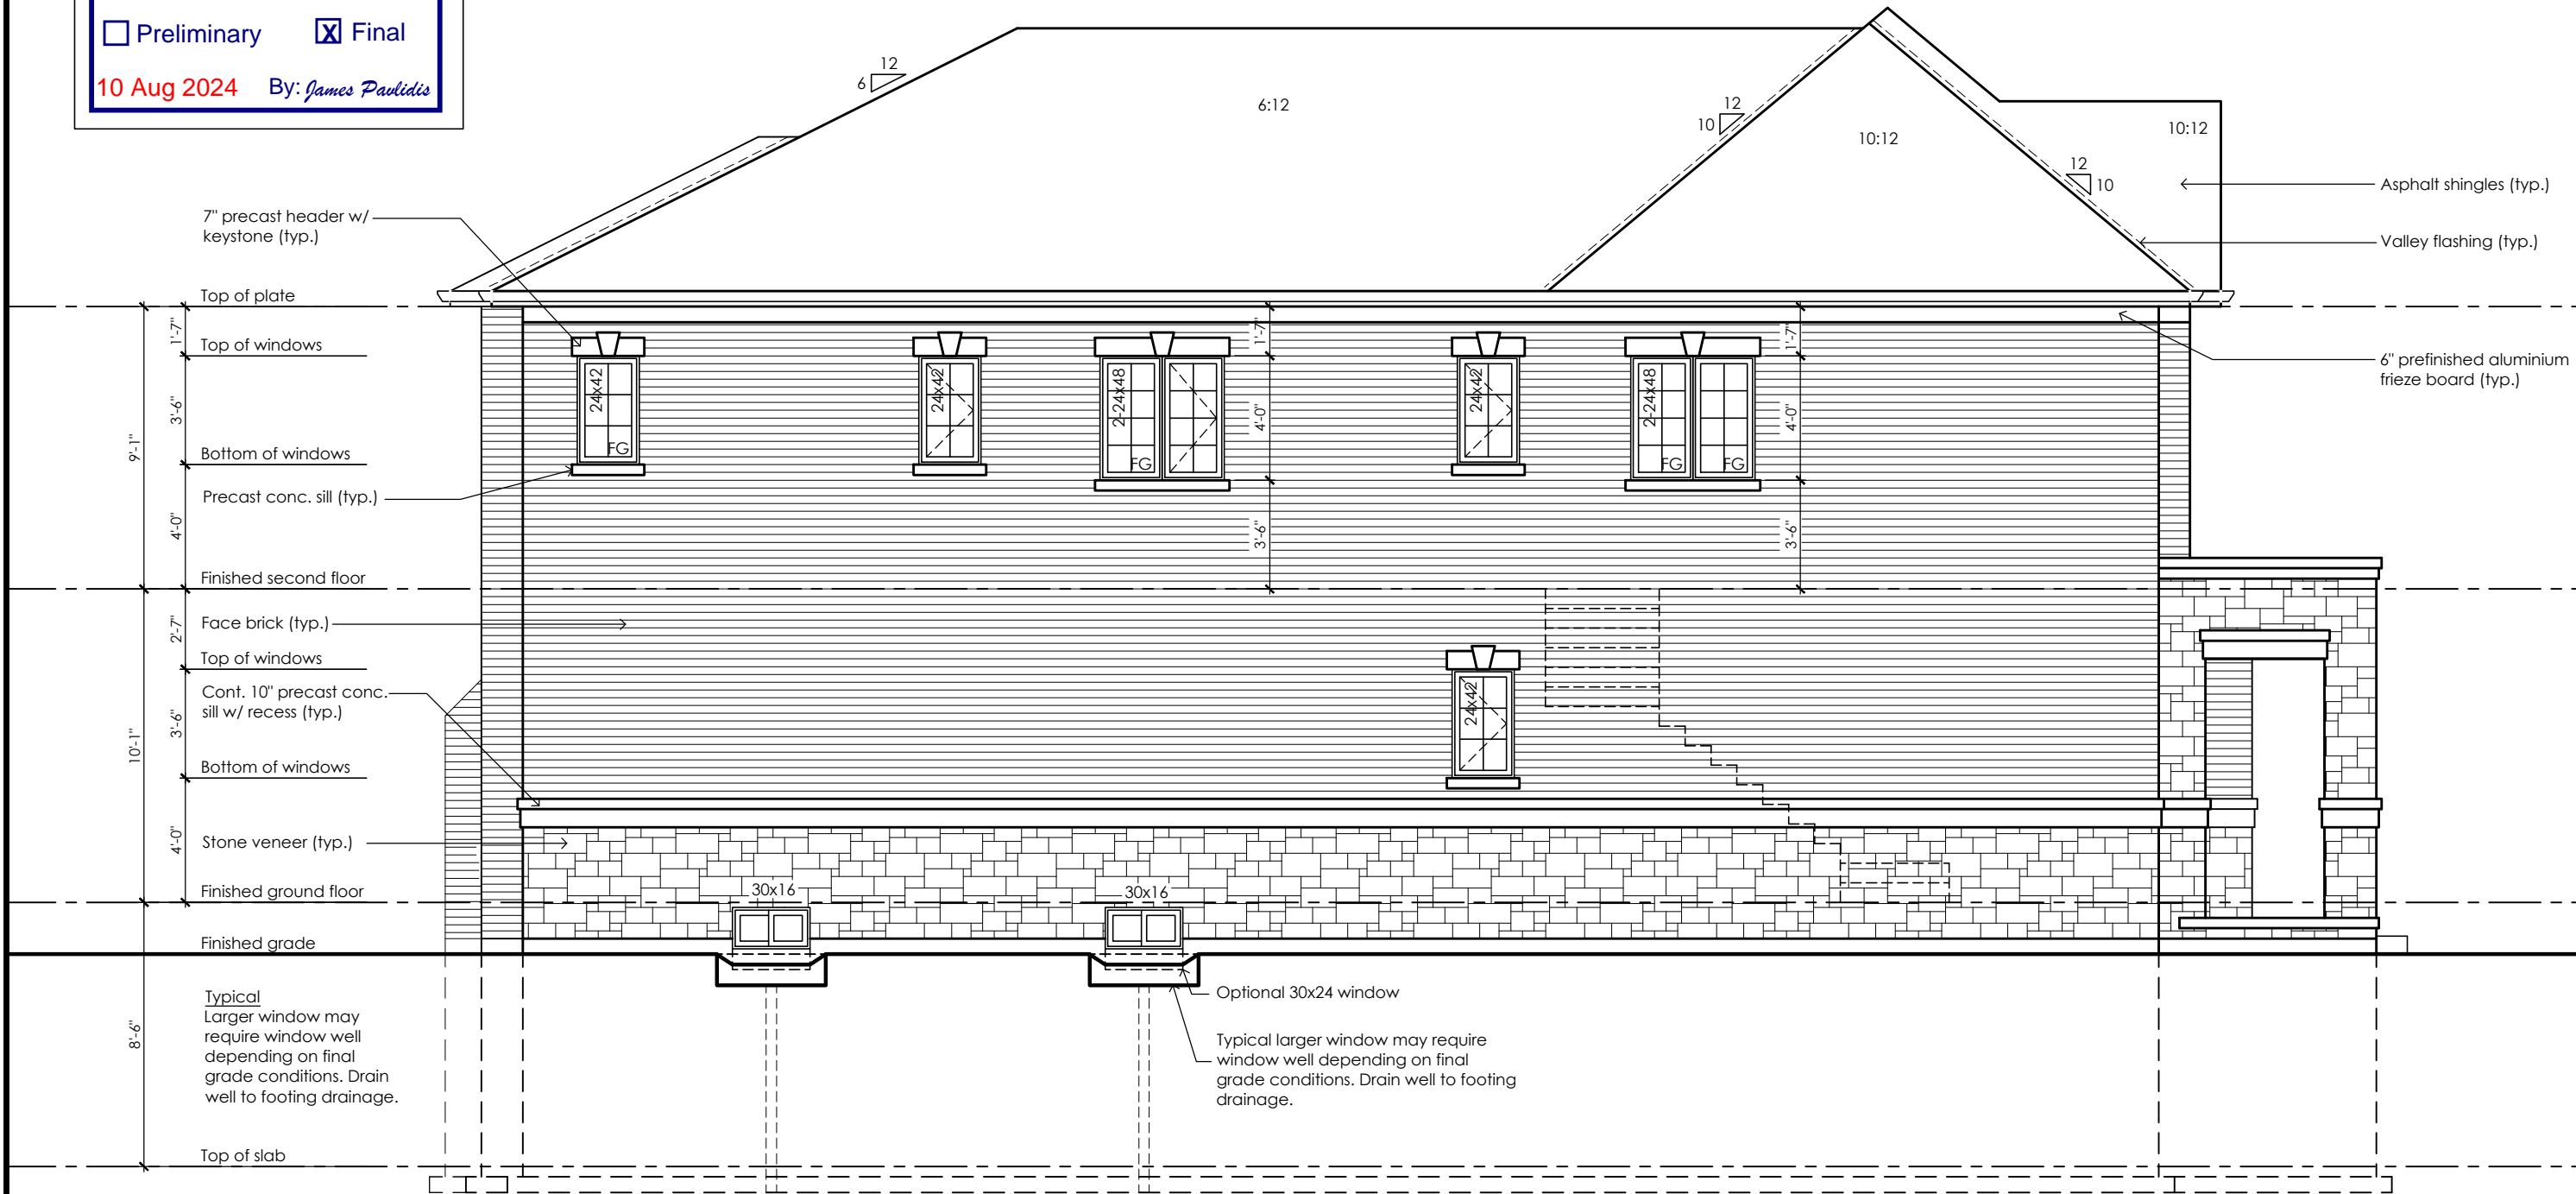 Preliminary
X Final
10 Aug 2024 By: James Pavlidis
12
6
6:12
12
10
10:12
10:12
12
10
Asphalt shingles (typ.)
Valley flashing (typ.)
6" prefinished aluminium
frieze board (typ.)
7" precast header w/
keystone (typ.)
Top of plate
Top of windows
Bottom of windows
Precast conc. sill (typ.)
Finished second floor
Face brick (typ.)
Top of windows
Cont. 10" precast conc.
sill w/ recess (typ.)
Bottom of windows
Stone veneer (typ.)
Finished ground floor
Finished grade
Typical
Larger window may
require window well
depending on final
grade conditions. Drain
well to footing drainage.
Top of slab
9'-1"
10'-1"
8'-6"
1'-7"
3'-6"
4'-0"
2'-7"
3'-6"
4'-0"
24x42
FG
24x42
2-24x48
FG
1'-7"
4'-0"
3'-6"
24x42
2-24x48
FG
FG
1'-7"
4'-0"
3'-6"
24x42
30x16
30x16
Optional 30x24 window
Typical larger window may require
window well depending on final
grade conditions. Drain well to footing
drainage.